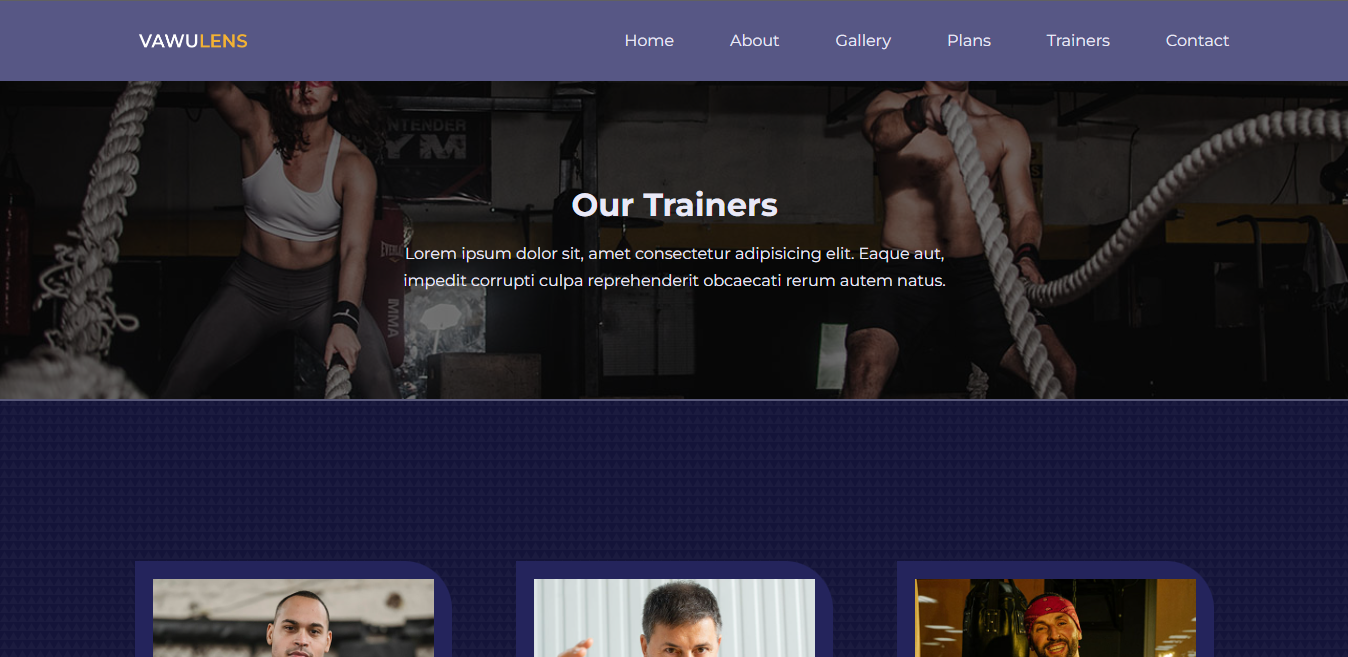 VAWULENS
Home About Gallery Plans Trainers Contact
Our Trainers
Lorem ipsum dolor sit, amet consectetur adipisicing elit. Eaque aut,
impedit corrupti culpa reprehenderit obcaecati rerum autem natus.